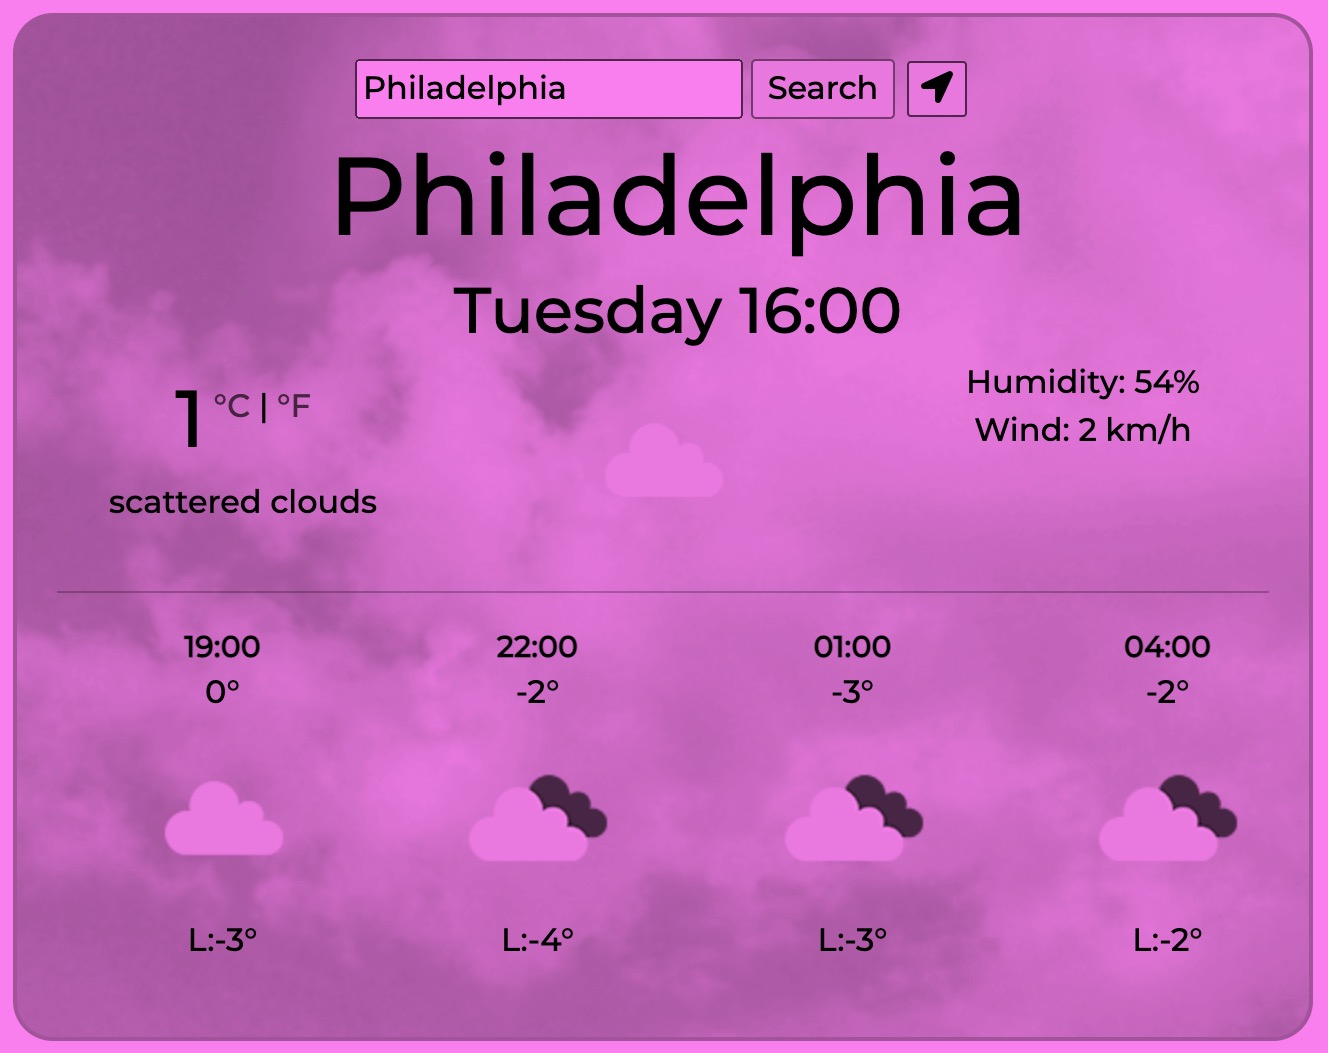 Philadelphia Search
Philadelphia
Tuesday 16:00
1 °C | °F
scattered clouds
Humidity: 54%
Wind: 2 km/h
19:00 22:00 01:00 04:00
0° -2° -3° -2°
L:-3° L:-4° L:-3° L:-2°